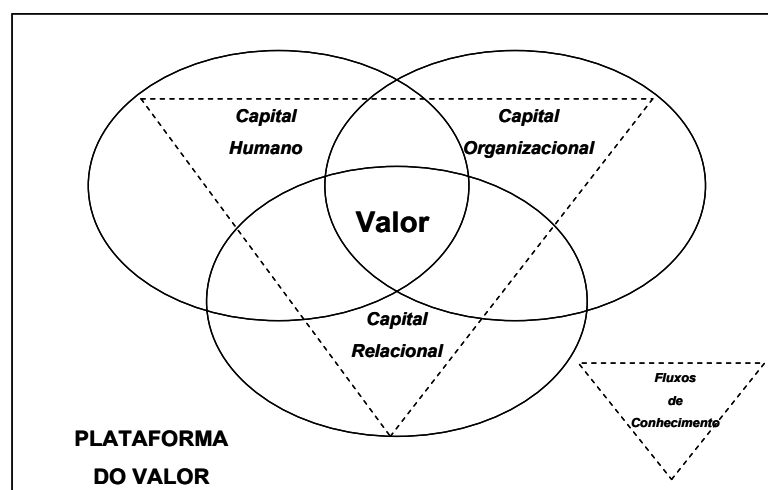 Capital
Humano
Capital
Organizacional
Valor
Capital
Relacional
Fluxos
de
Conhecimento
PLATAFORMA
DO VALOR